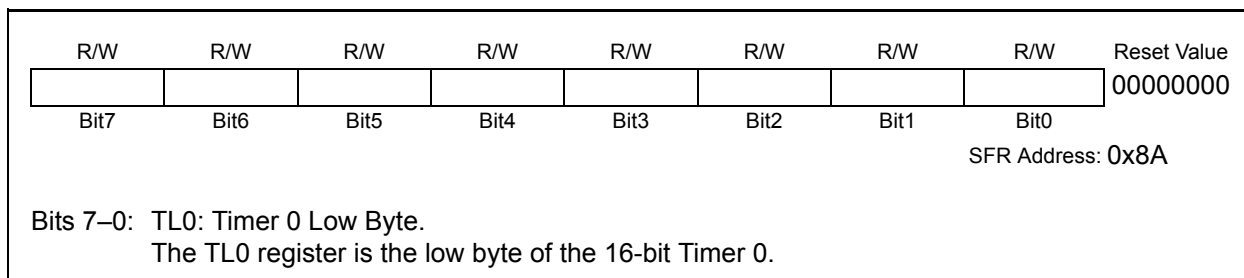 R/W R/W R/W R/W R/W R/W R/W R/W Reset Value
00000000
Bit7 Bit6 Bit5 Bit4 Bit3 Bit2 Bit1 Bit0
SFR Address: 0x8A
Bits 7–0: TL0: Timer 0 Low Byte.
The TL0 register is the low byte of the 16-bit Timer 0.